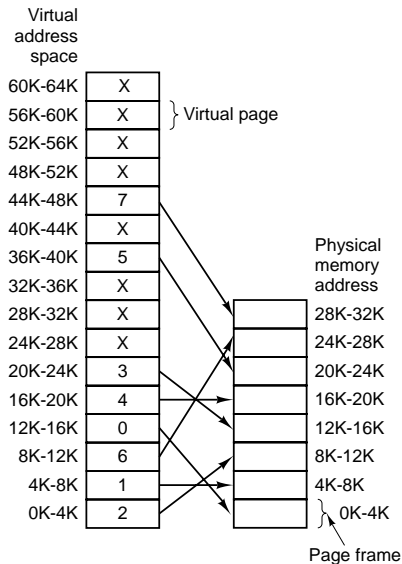 Virtual
address
space
60K-64K X
56K-60K X Virtual page
52K-56K X
48K-52K X
44K-48K 7
40K-44K X
36K-40K 5
32K-36K X
28K-32K X
24K-28K X
20K-24K 3
16K-20K 4
12K-16K 0
8K-12K 6
4K-8K 1
0K-4K 2
Physical
memory
address
28K-32K
24K-28K
20K-24K
16K-20K
12K-16K
8K-12K
4K-8K
0K-4K
Page frame